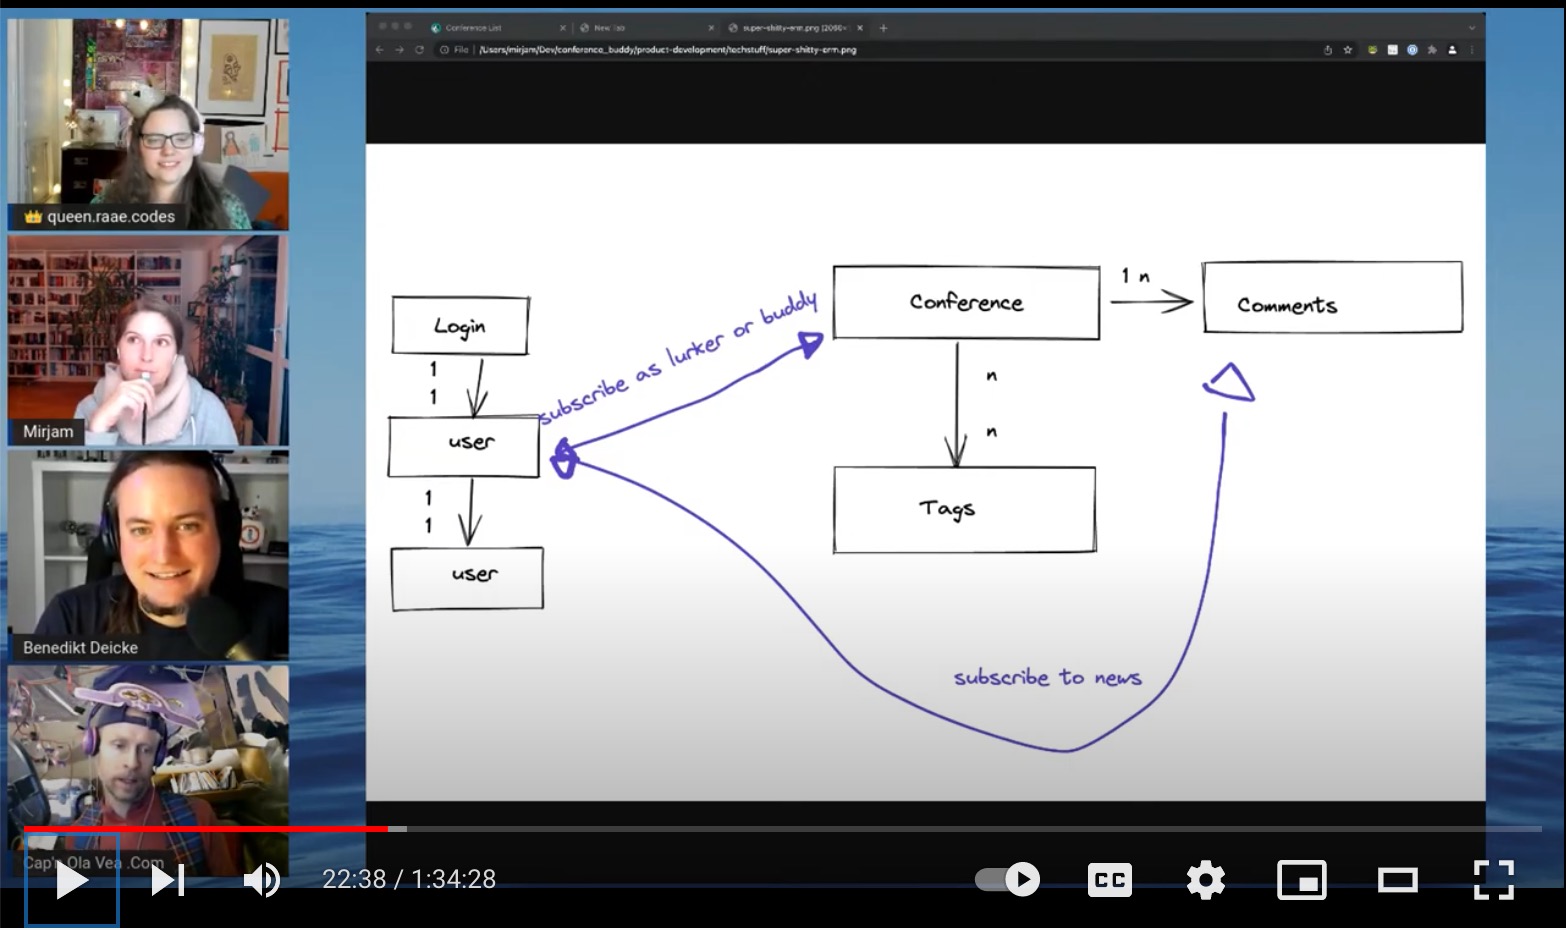 Conference List
New Tab
super-shitty-erm.png (2060×
File
/Users/mirjam/Dev/conference_buddy/product-development/techstuff/super-shitty-erm.png
👑 queen.raae.codes
Mirjam
Benedikt Deicke
Cap'n Ola Vea .Com
Login
1
1
user
1
1
user
subscribe as lurker or buddy
Conference
1 n
Comments
n
n
Tags
subscribe to news
22:38 / 1:34:28
CC